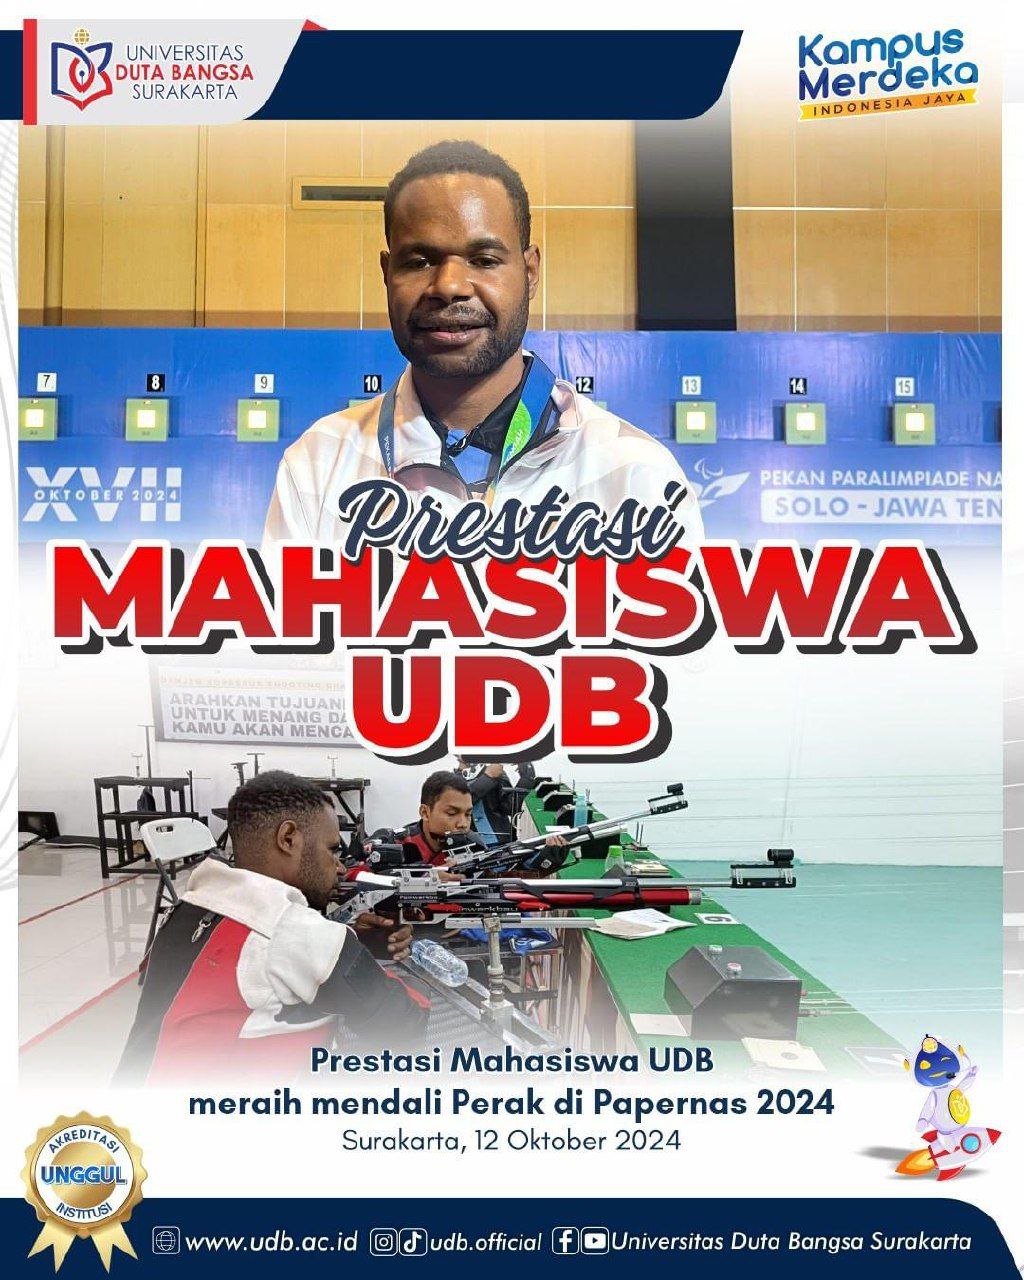 UNIVERSITAS
DUTA BANGSA
SURAKARTA
Kampus
Merdeka
INDONESIA JAYA
7 8 9 10 12 13 14 15
XVII
OKTOBER 2024
PEKAN PARALIMPIADE NA
SOLO - JAWA TEN
Prestasi
MAHASISWA
UDB
ARAHKAN TUJUAN
UNTUK MENANG DA
KAMU AKAN MENCA
Feinwerkbau
9
Prestasi Mahasiswa UDB
meraih mendali Perak di Papernas 2024
Surakarta, 12 Oktober 2024
AKREDITASI
UNGGUL
INSTITUSI
www.udb.ac.id udb.official Universitas Duta Bangsa Surakarta